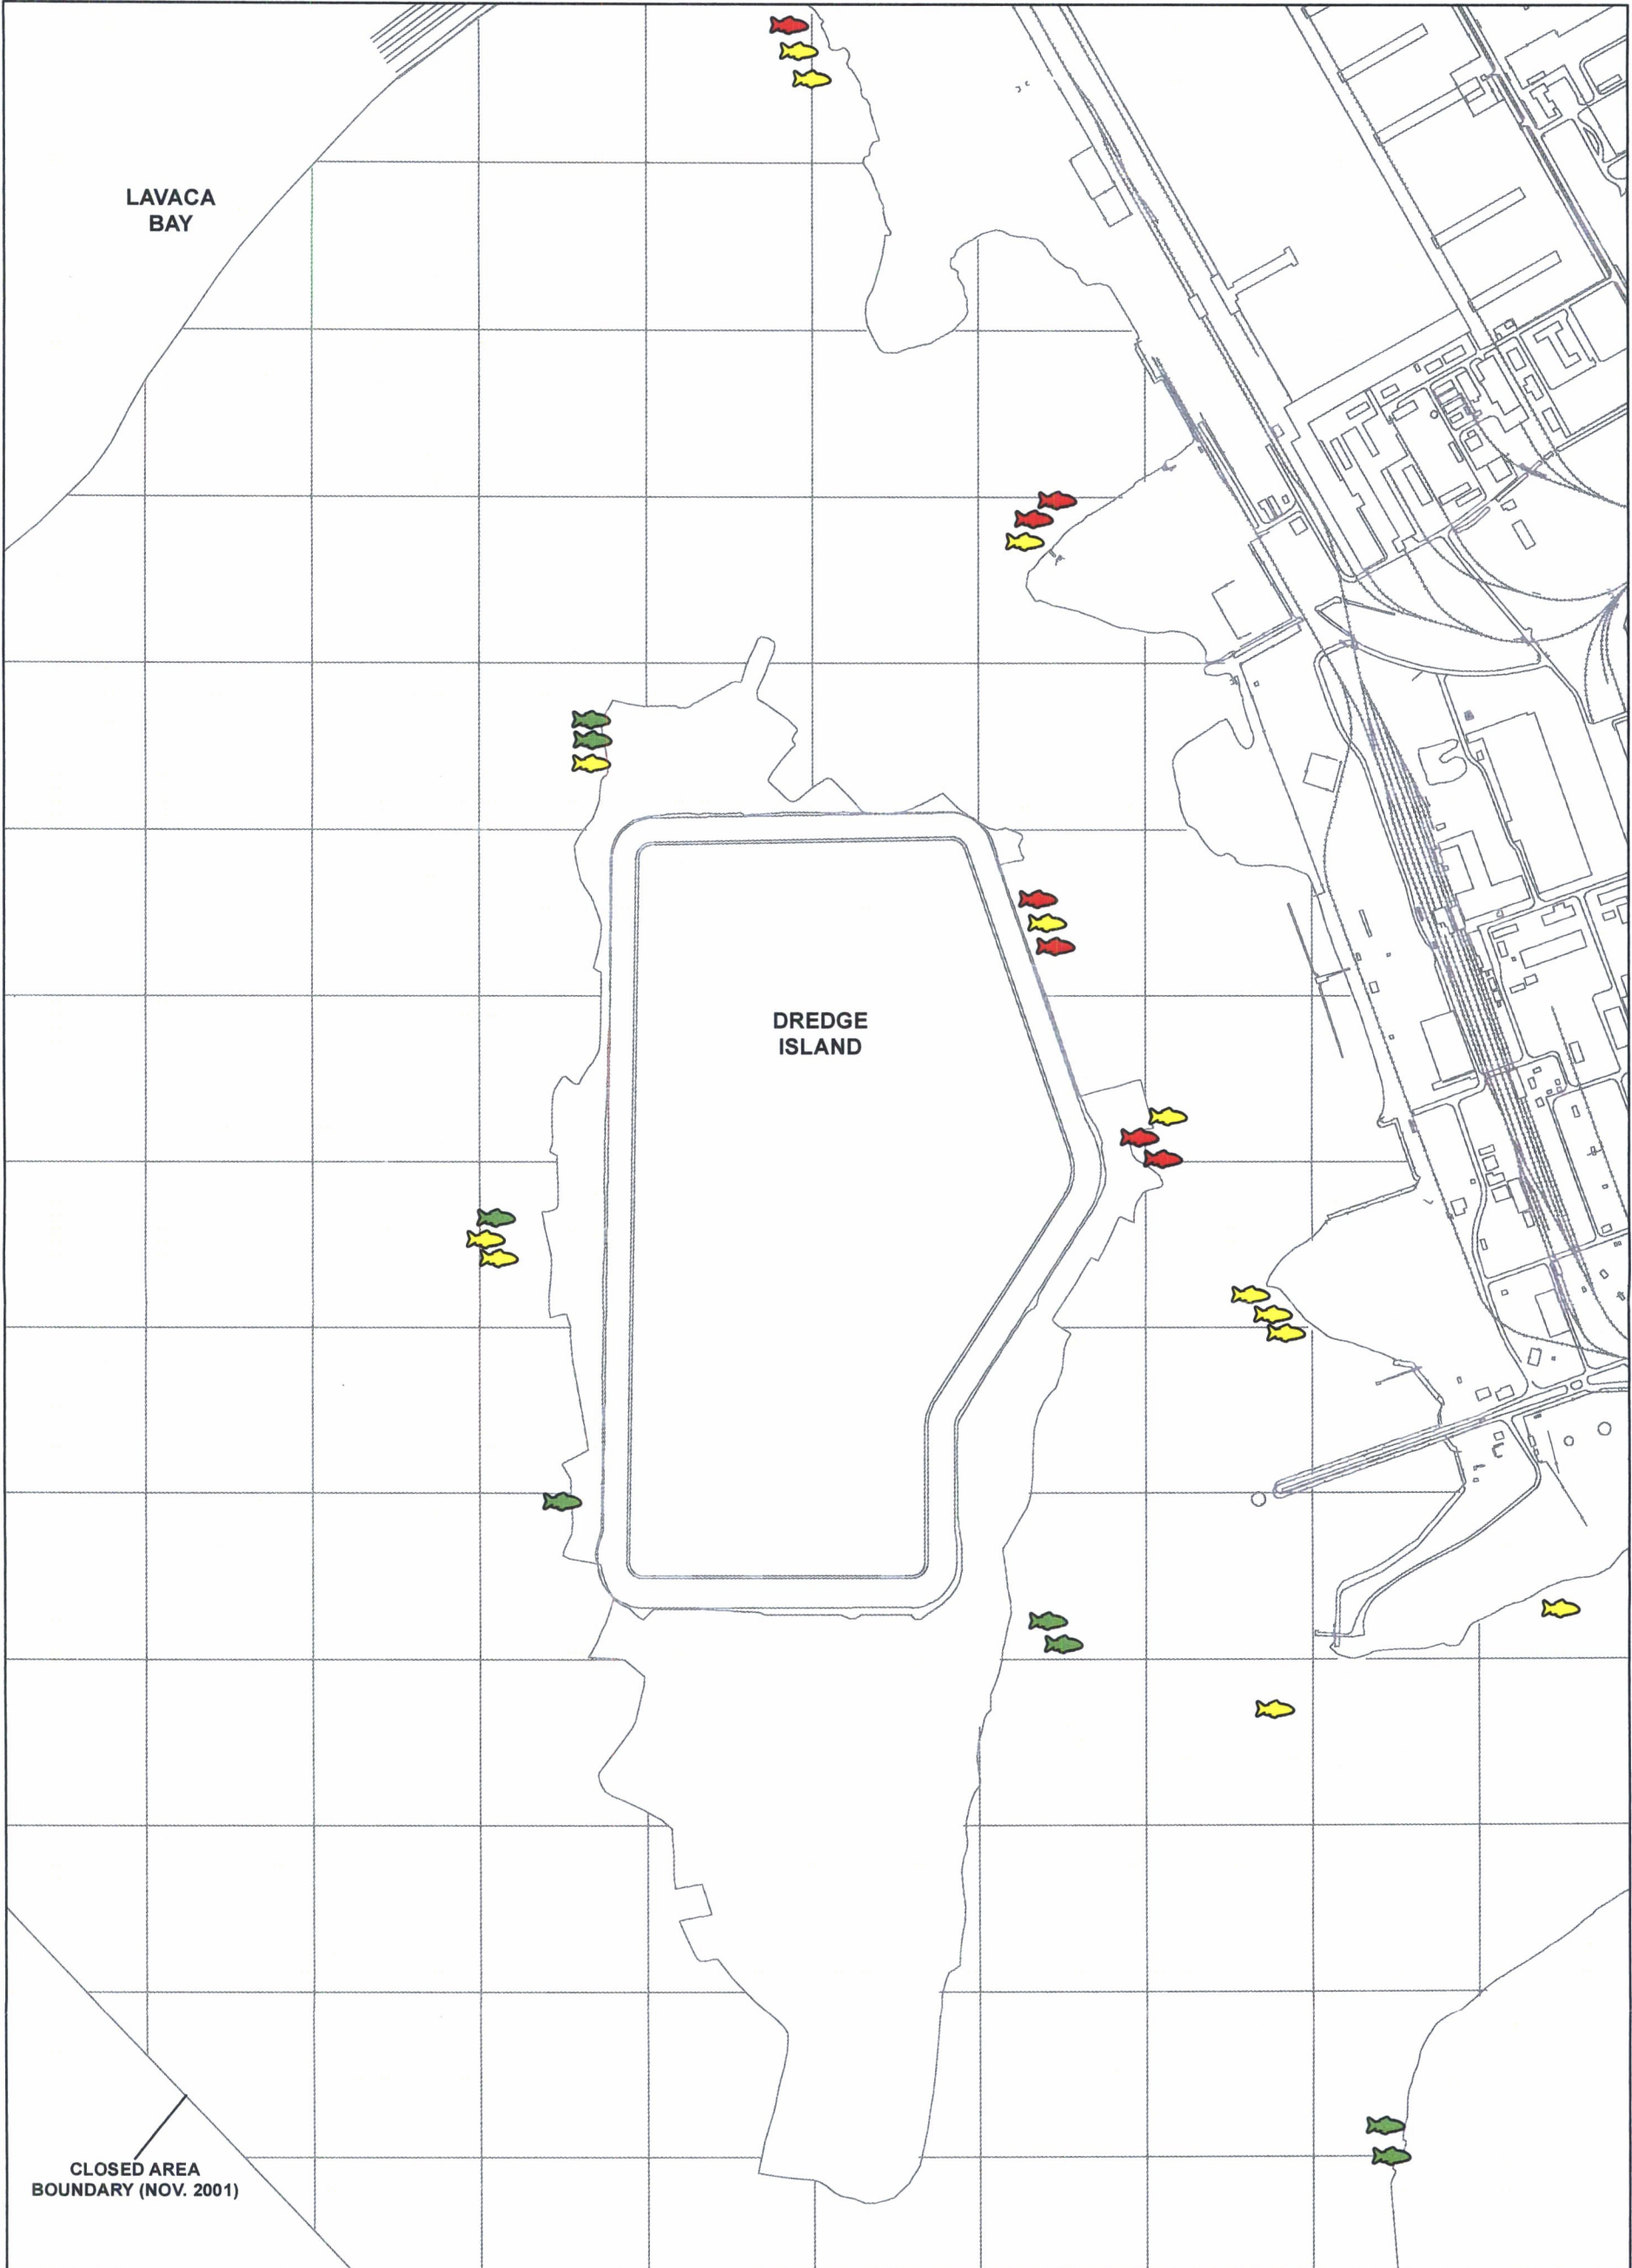 LAVACA
BAY
DREDGE
ISLAND
CLOSED AREA
BOUNDARY (NOV. 2001)